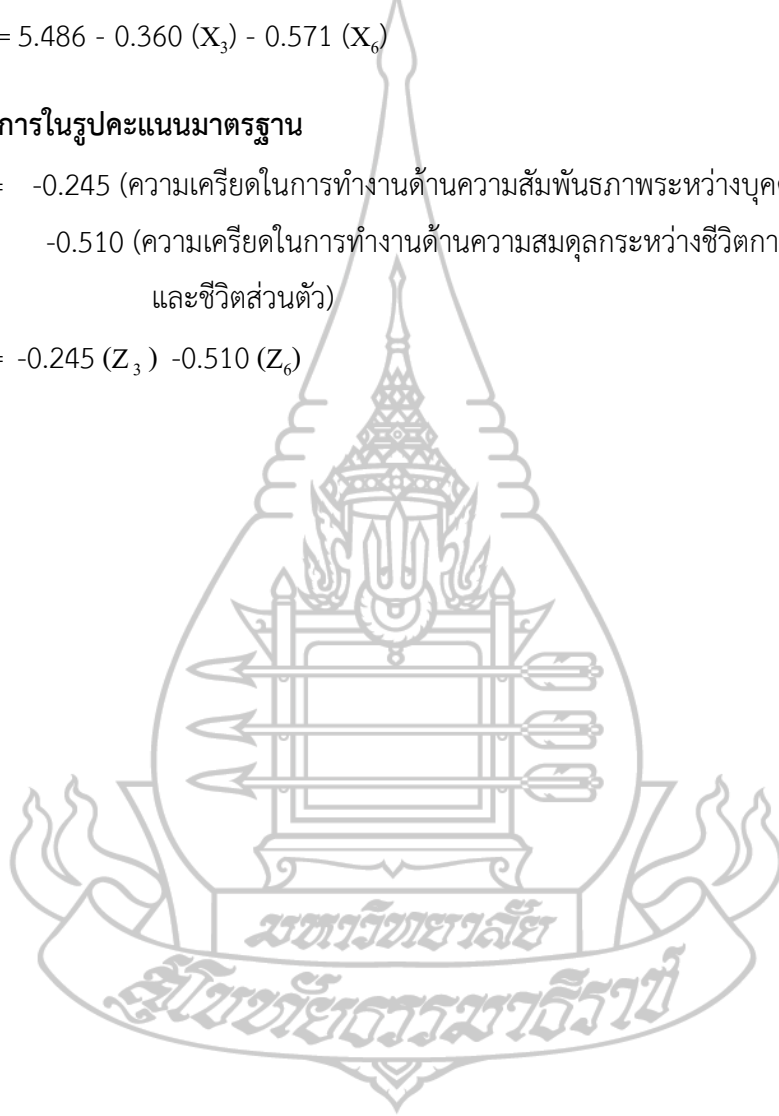 = 5.486 - 0.360 (X₃) - 0.571 (X₆)
การในรูปคะแนนมาตรฐาน
= -0.245 (ความเครียดในการทำงานด้านความสัมพันธภาพระหว่างบุค
-0.510 (ความเครียดในการทำงานด้านความสมดุลกระหว่างชีวิตกา
และชีวิตส่วนตัว)
= -0.245 (Z₃) -0.510 (Z₆)
มหาวิทยาลัย
สุโขทัยธรรมาธิราช